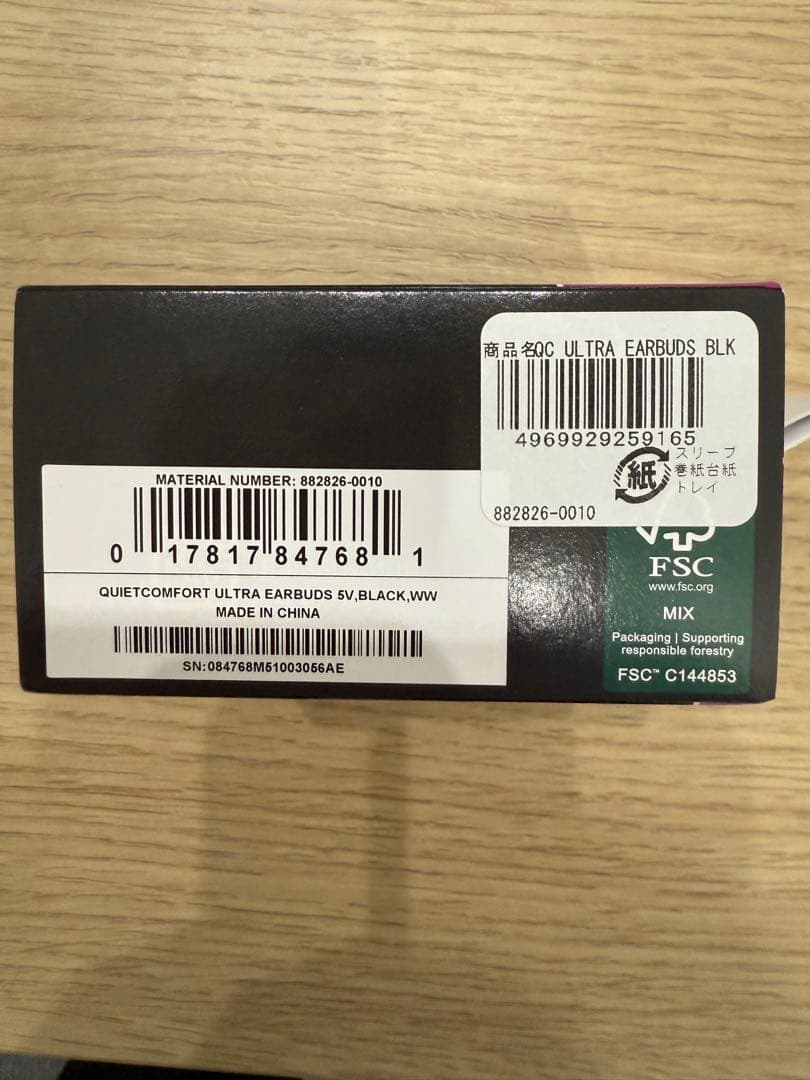 MATERIAL NUMBER: 882826-0010
0 17817 84768 1
QUIETCOMFORT ULTRA EARBUDS 5V,BLACK,WW
MADE IN CHINA
SN:084768M51003056AE
商品名QC ULTRA EARBUDS BLK
4969929259165
紙
スリーブ
巻紙台紙
トレイ
882826-0010
FSC
www.fsc.org
MIX
Packaging | Supporting
responsible forestry
FSC™ C144853